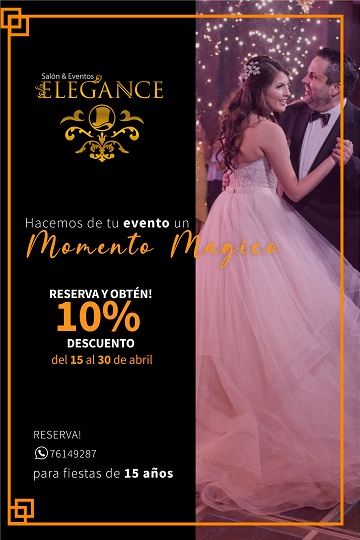 Salón & Eventos
ELEGANCE
Hacemos de tu evento un
Momento Magico
RESERVA Y OBTÉN!
10%
DESCUENTO
del 15 al 30 de abril
RESERVA!
76149287
para fiestas de 15 años